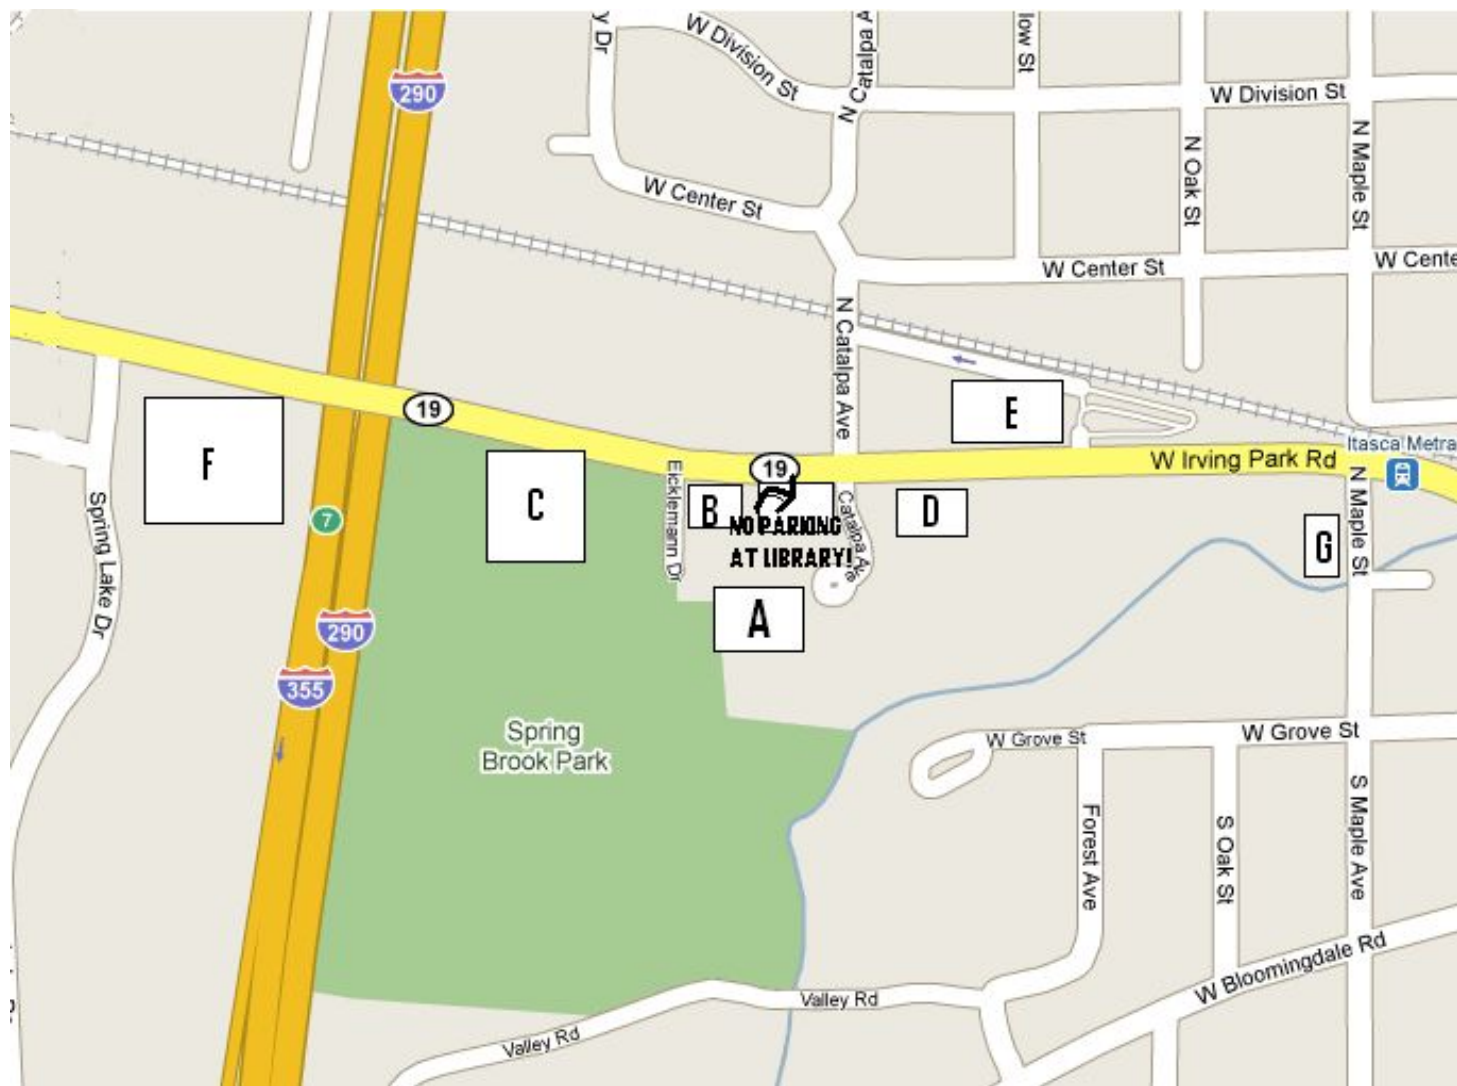 y Dr
W Division St
N Catalpa A
low St
290
W Division St
N Oak St
N Maple St
W Center St
W Center St
W Cente
N Catalpa Ave
19
E
Itasca Metra
W Irving Park Rd
19
F
C
Eicklemann Dr
B
NO PARKING
AT LIBRARY!
Catalpa Ave
D
N Maple St
G
7
Spring Lake Dr
A
290
355
Spring
Brook Park
W Grove St
W Grove St
Forest Ave
S Oak St
S Maple Ave
W Bloomingdale Rd
Valley Rd
Valley Rd